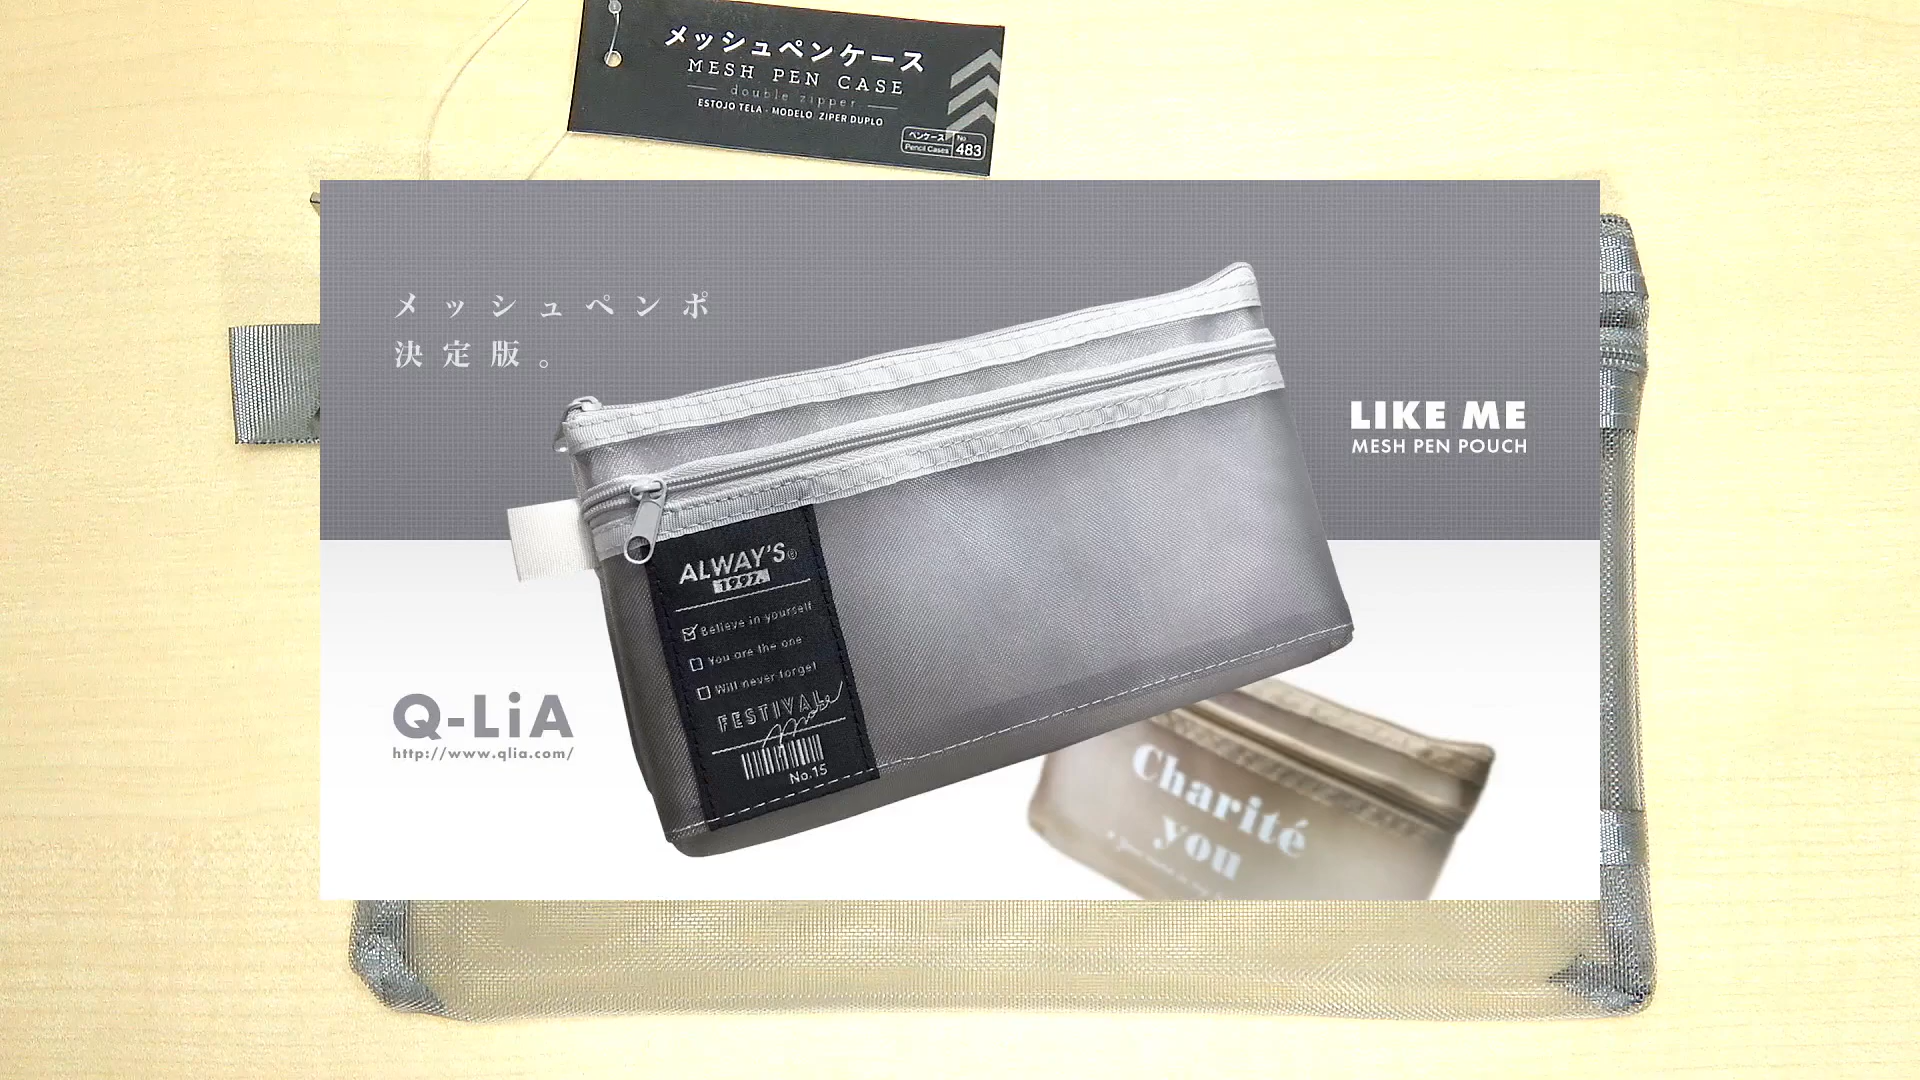 メッシュペンケース
MESH PEN CASE
double zipper
ESTOJO TELA - MODELO ZIPER DUPLO
ペンケース
Pencil Cases
No.
483
メッシュペンポ
決定版。
LIKE ME
MESH PEN POUCH
ALWAY'S®
1997.
Believe in yourself
You are the one
Will never forget
FESTIVAL
No.15
Q-LiA
http://www.qlia.com/
Charité
you